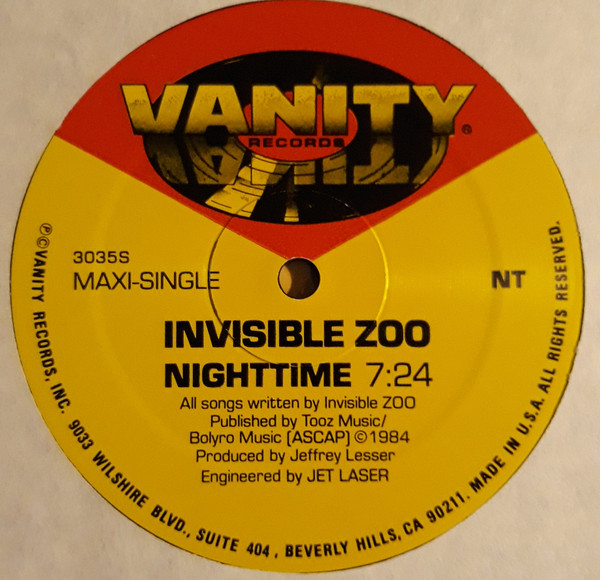 VANITY ®
RECORDS
3035S
MAXI-SINGLE
NT
INVISIBLE ZOO
NIGHTTiME 7:24
All songs written by Invisible ZOO
Published by Tooz Music/
Bolyro Music (ASCAP) ©1984
Produced by Jeffrey Lesser
Engineered by JET LASER
℗©VANITY RECORDS, INC. 9033 WILSHIRE BLVD., SUITE 404, BEVERLY HILLS, CA 90211. MADE IN U.S.A. ALL RIGHTS RESERVED.